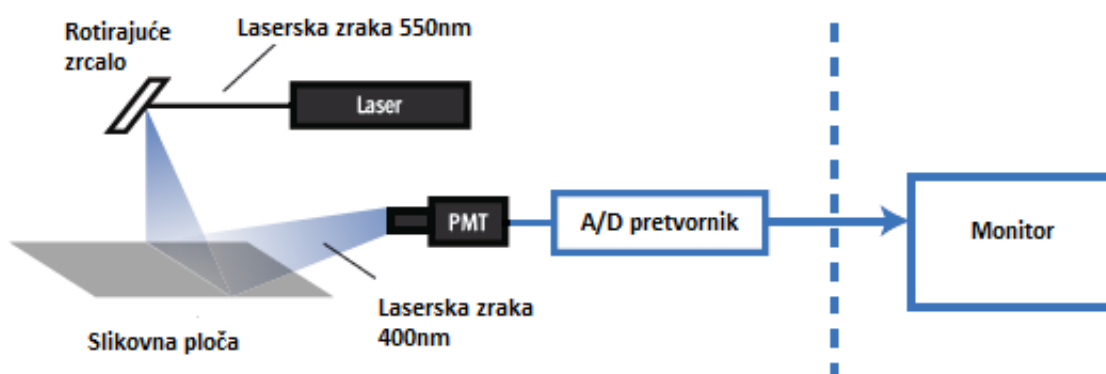 Rotirajuće
zrcalo
Laserska zraka 550nm
Laser
PMT
A/D pretvornik
Monitor
Laserska zraka
400nm
Slikovna ploča